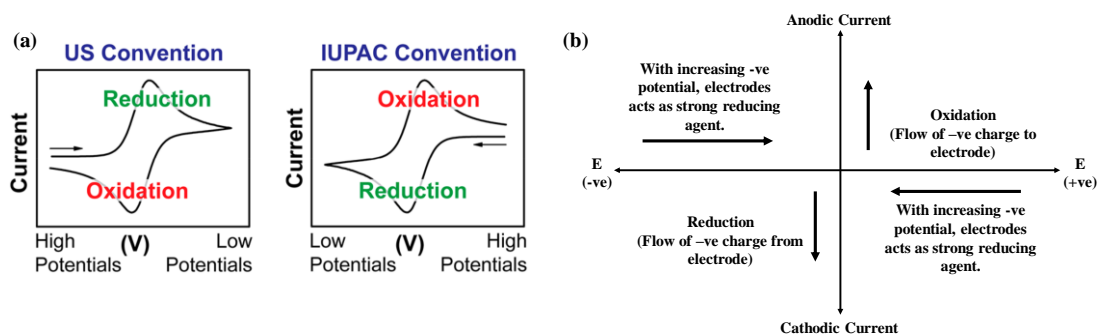 (a)
US Convention
Reduction
Oxidation
Current
High
Potentials
(V)
Low
Potentials
IUPAC Convention
Oxidation
Reduction
Current
Low
Potentials
(V)
High
Potentials
(b)
Anodic Current
With increasing -ve
potential, electrodes
acts as strong reducing
agent.
Oxidation
(Flow of –ve charge to
electrode)
E
(-ve)
E
(+ve)
Reduction
(Flow of –ve charge from
electrode)
With increasing -ve
potential, electrodes
acts as strong reducing
agent.
Cathodic Current